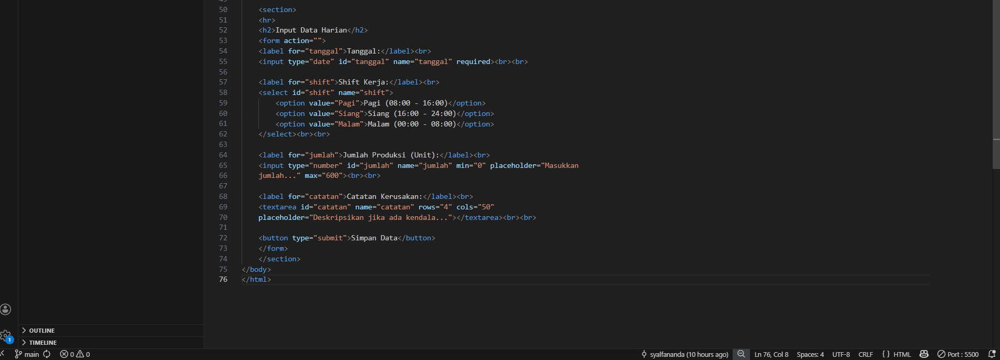 50 <section>
51 <hr>
52 <h2>Input Data Harian</h2>
53 <form action="">
54 <label for="tanggal">Tanggal:</label><br>
55 <input type="date" id="tanggal" name="tanggal" required><br><br>
56
57 <label for="shift">Shift Kerja:</label><br>
58 <select id="shift" name="shift">
59 <option value="Pagi">Pagi (08:00 - 16:00)</option>
60 <option value="Siang">Siang (16:00 - 24:00)</option>
61 <option value="Malam">Malam (00:00 - 08:00)</option>
62 </select><br><br>
63
64 <label for="jumlah">Jumlah Produksi (Unit):</label><br>
65 <input type="number" id="jumlah" name="jumlah" min="0" placeholder="Masukkan
66 jumlah..." max="600"><br><br>
67
68 <label for="catatan">Catatan Kerusakan:</label><br>
69 <textarea id="catatan" name="catatan" rows="4" cols="50"
70 placeholder="Deskripsikan jika ada kendala..."></textarea><br><br>
71
72 <button type="submit">Simpan Data</button>
73 </form>
74 </section>
75 </body>
76 </html>
OUTLINE
1
TIMELINE
main 0 0 syalfananda (10 hours ago) Ln 76, Col 8 Spaces: 4 UTF-8 CRLF {} HTML Port : 5500